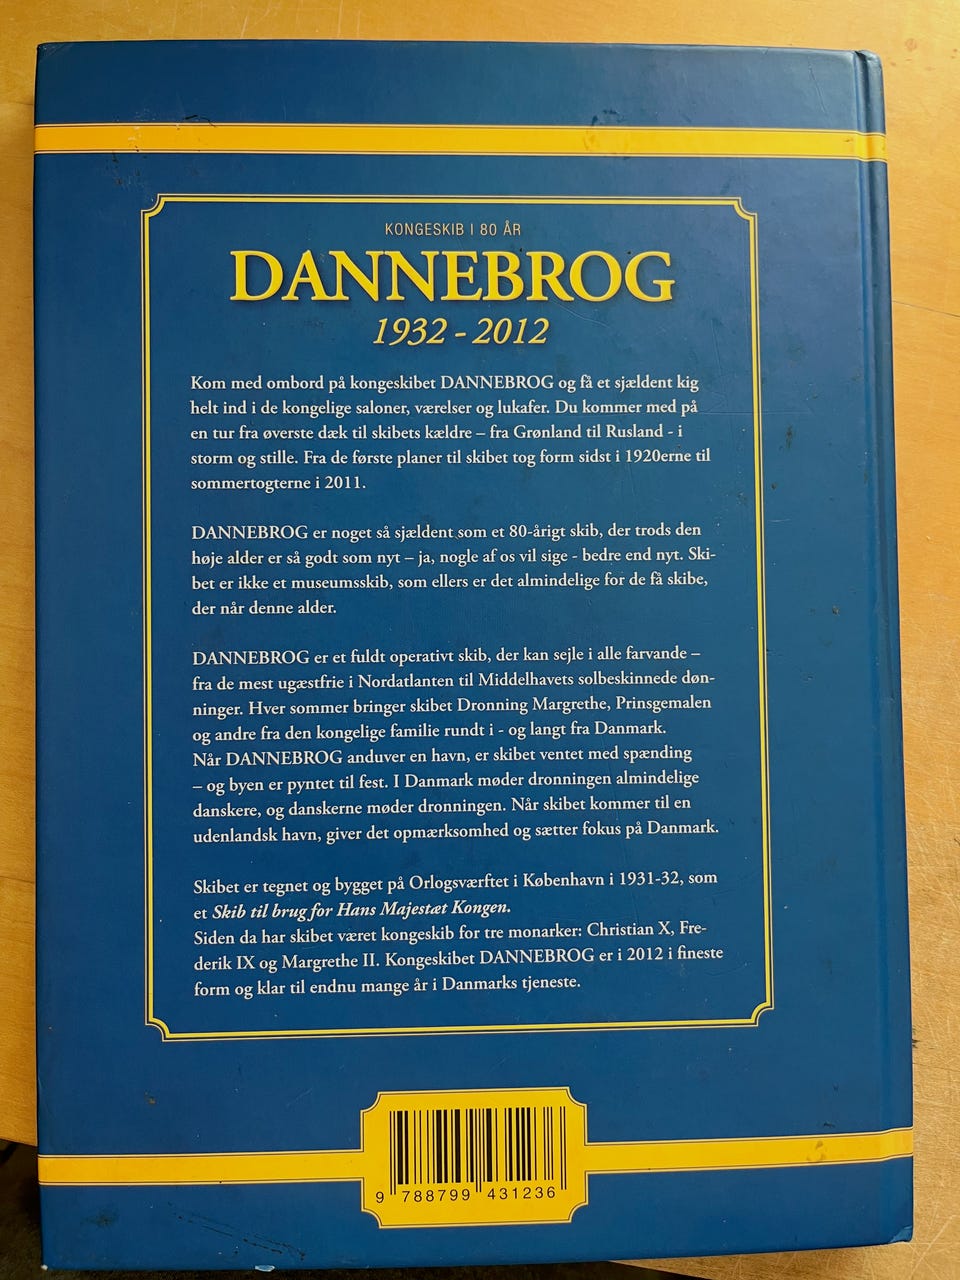 KONGESKIB I 80 ÅR
DANNEBROG
1932 - 2012
Kom med ombord på kongeskibet DANNEBROG og få et sjældent kig
helt ind i de kongelige saloner, værelser og lukafer. Du kommer med på
en tur fra øverste dæk til skibets kældre – fra Grønland til Rusland - i
storm og stille. Fra de første planer til skibet tog form sidst i 1920erne til
sommertogterne i 2011.
DANNEBROG er noget så sjældent som et 80-årigt skib, der trods den
høje alder er så godt som nyt – ja, nogle af os vil sige - bedre end nyt. Ski-
bet er ikke et museumsskib, som ellers er det almindelige for de få skibe,
der når denne alder.
DANNEBROG er et fuldt operativt skib, der kan sejle i alle farvande –
fra de mest ugæstfrie i Nordatlanten til Middelhavets solbeskinnede døn-
ninger. Hver sommer bringer skibet Dronning Margrethe, Prinsgemalen
og andre fra den kongelige familie rundt i - og langt fra Danmark.
Når DANNEBROG anduver en havn, er skibet ventet med spænding
– og byen er pyntet til fest. I Danmark møder dronningen almindelige
danskere, og danskerne møder dronningen. Når skibet kommer til en
udenlandsk havn, giver det opmærksomhed og sætter fokus på Danmark.
Skibet er tegnet og bygget på Orlogsværftet i København i 1931-32, som
et Skib til brug for Hans Majestæt Kongen.
Siden da har skibet været kongeskib for tre monarker: Christian X, Fre-
derik IX og Margrethe II. Kongeskibet DANNEBROG er i 2012 i fineste
form og klar til endnu mange år i Danmarks tjeneste.
9 788799 431236